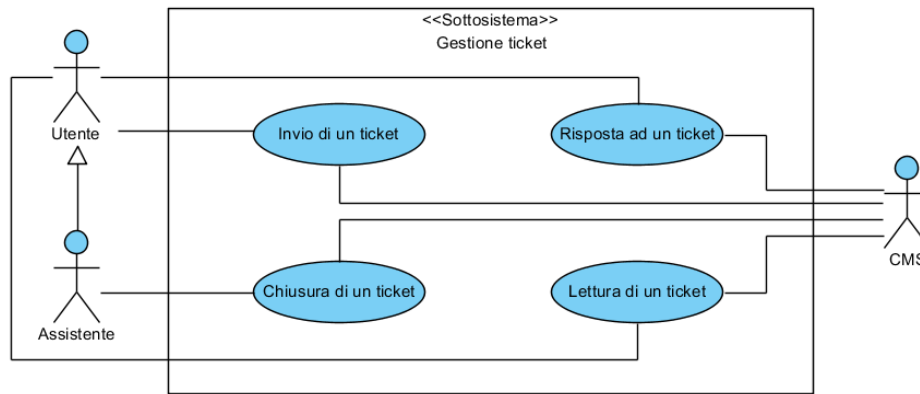 <<Sottosistema>>
Gestione ticket
Utente
Invio di un ticket
Risposta ad un ticket
CMS
Assistente
Chiusura di un ticket
Lettura di un ticket